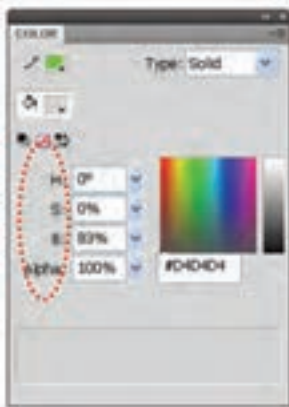 COLOR
Type: Solid
H: 0°
S: 0%
B: 83%
Alpha: 100% #D4D4D4